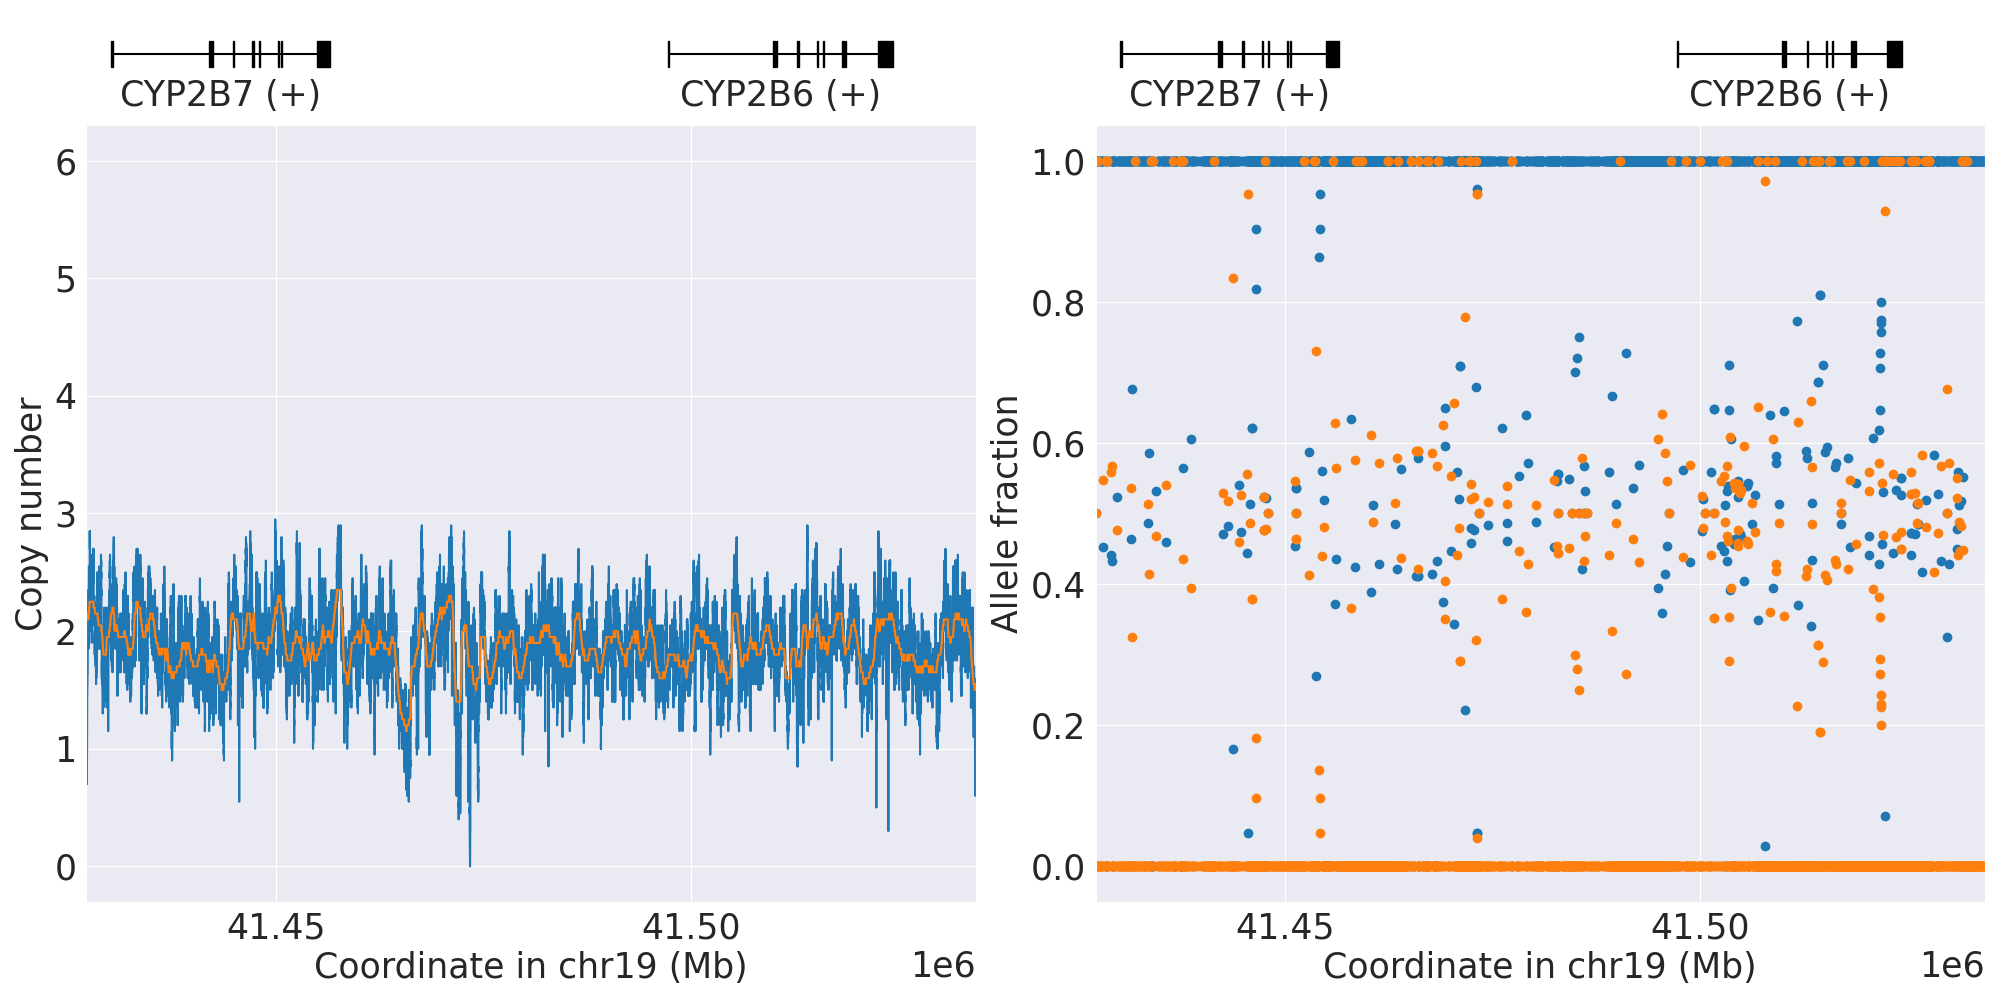 CYP2B7 (+)
CYP2B6 (+)
6
5
4
3
2
1
0
Copy number
41.45
41.50
Coordinate in chr19 (Mb)
1e6
CYP2B7 (+)
CYP2B6 (+)
1.0
0.8
0.6
0.4
0.2
0.0
Allele fraction
41.45
41.50
Coordinate in chr19 (Mb)
1e6